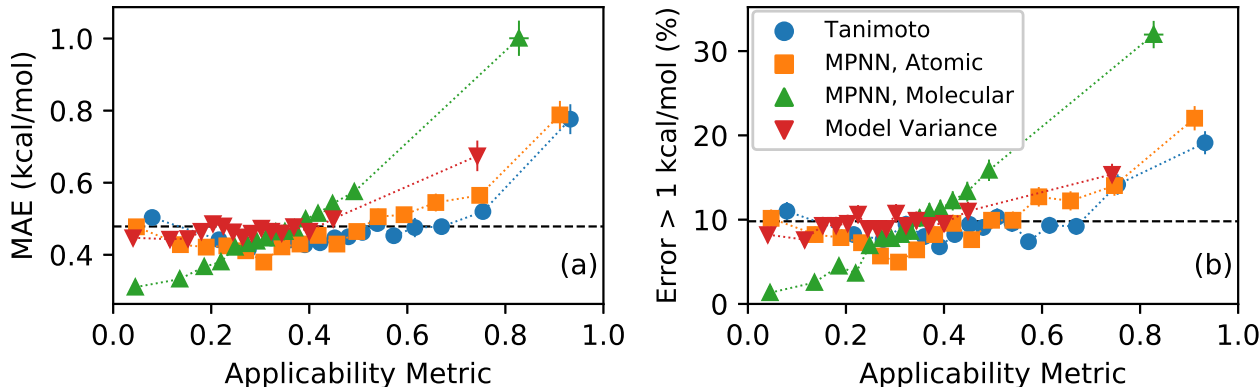 MAE (kcal/mol)
1.0
0.8
0.6
0.4
(a)
0.0 0.2 0.4 0.6 0.8 1.0
Applicability Metric
Error > 1 kcal/mol (%)
30
20
10
0
Tanimoto
MPNN, Atomic
MPNN, Molecular
Model Variance
(b)
0.0 0.2 0.4 0.6 0.8 1.0
Applicability Metric